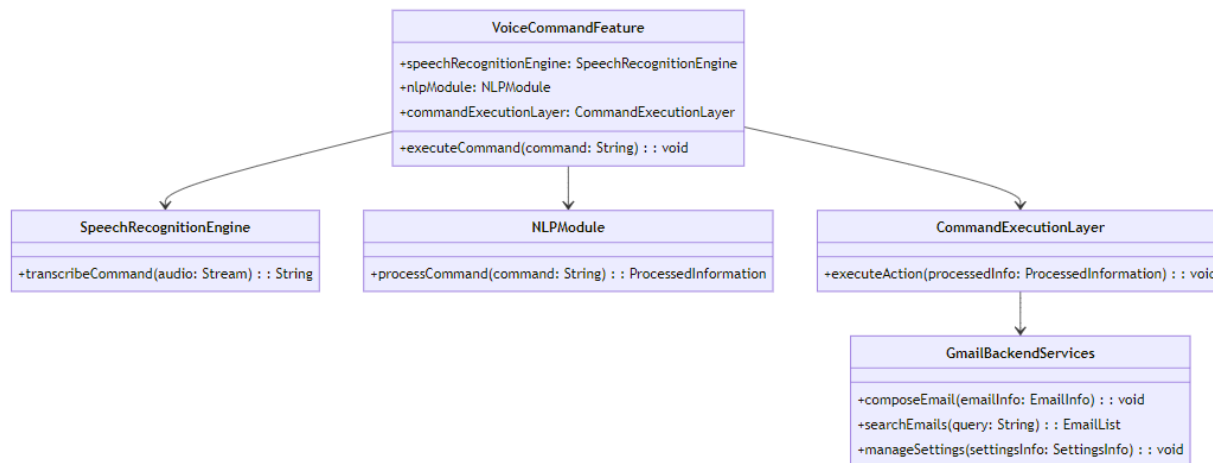 VoiceCommandFeature
+speechRecognitionEngine: SpeechRecognitionEngine
+nlpModule: NLPModule
+commandExecutionLayer: CommandExecutionLayer
+executeCommand(command: String) : : void
SpeechRecognitionEngine
+transcribeCommand(audio: Stream) : : String
NLPModule
+processCommand(command: String) : : ProcessedInformation
CommandExecutionLayer
+executeAction(processedInfo: ProcessedInformation) : : void
GmailBackendServices
+composeEmail(emailInfo: EmailInfo) : : void
+searchEmails(query: String) : : EmailList
+manageSettings(settingsInfo: SettingsInfo) : : void